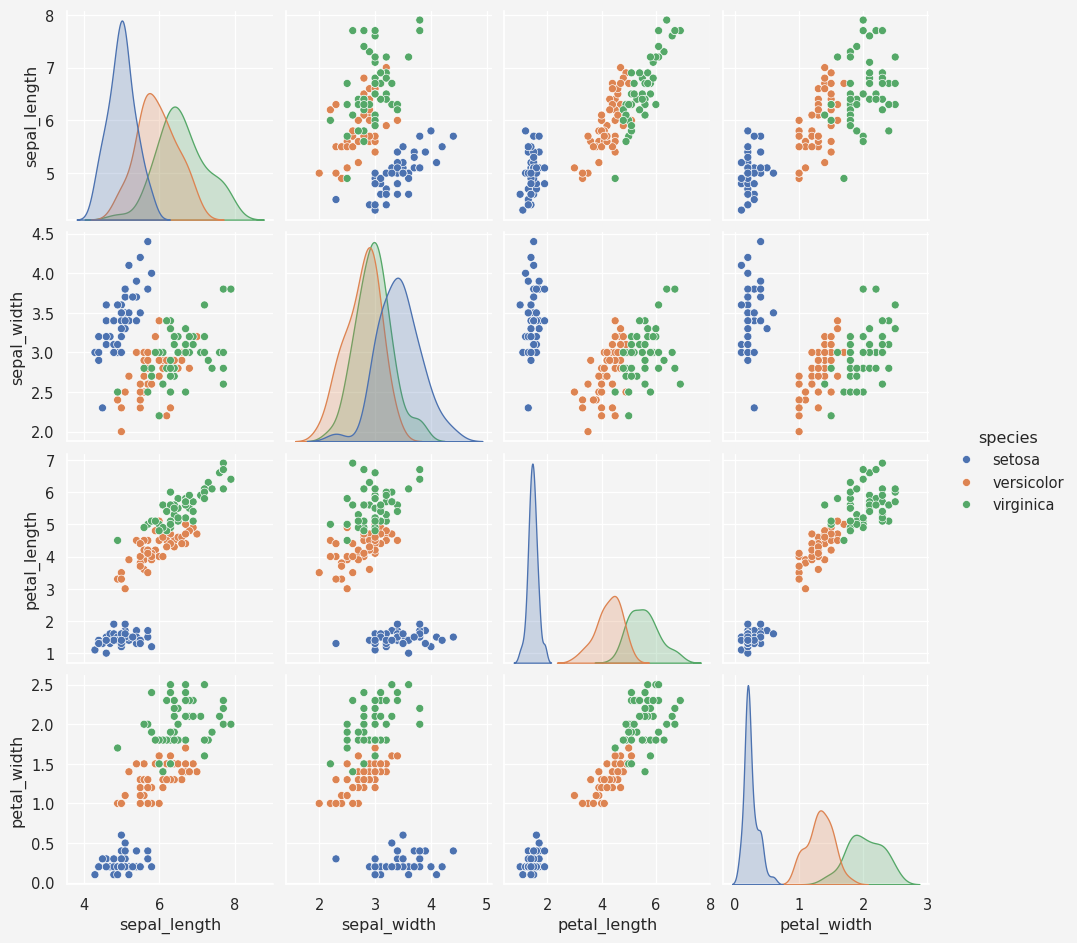 8
7
6
5
sepal_length
4.5
4.0
3.5
3.0
2.5
2.0
sepal_width
species
setosa
versicolor
virginica
7
6
5
4
3
2
1
petal_length
2.5
2.0
1.5
1.0
0.5
0.0
petal_width
4 6 8 2 3 4 5 2 4 6 8 0 1 2 3
sepal_length sepal_width petal_length petal_width